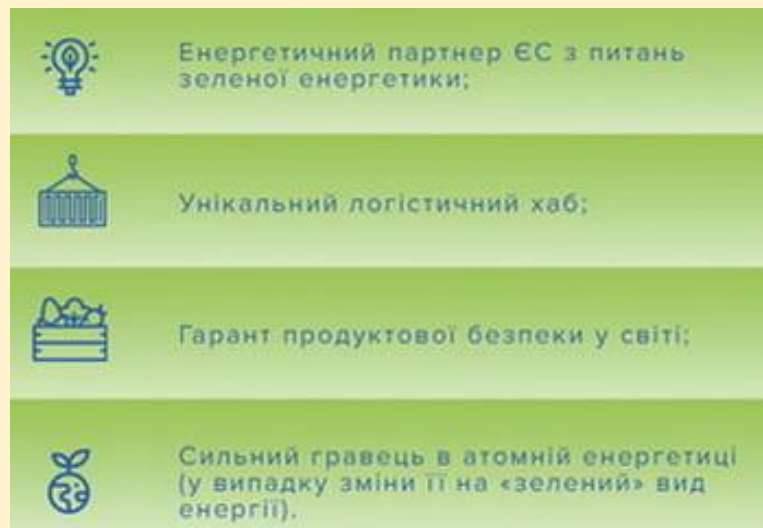 Енергетичний партнер ЄС з питань
зеленої енергетики;
Унікальний логістичний хаб;
Гарант продуктової безпеки у світі;
Сильний гравець в атомній енергетиці
(у випадку зміни її на «зелений» вид
енергії).